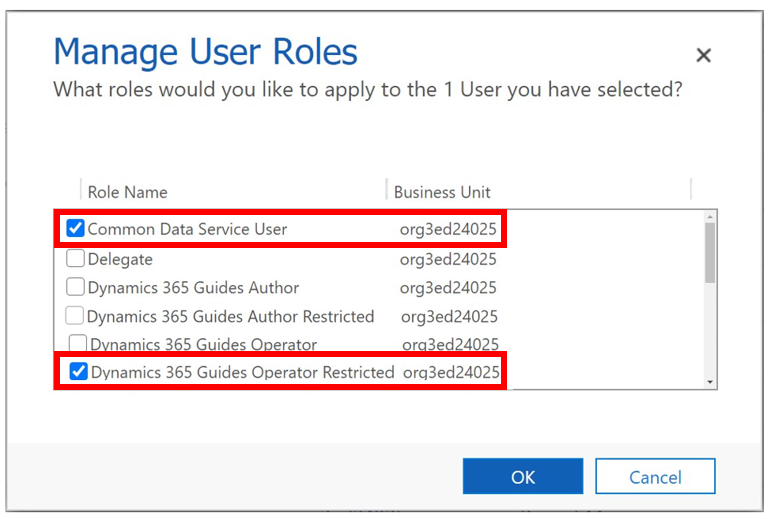 Manage User Roles
What roles would you like to apply to the 1 User you have selected?
Role Name Business Unit
Common Data Service User org3ed24025
Delegate org3ed24025
Dynamics 365 Guides Author org3ed24025
Dynamics 365 Guides Author Restricted org3ed24025
Dynamics 365 Guides Operator org3ed24025
Dynamics 365 Guides Operator Restricted org3ed24025
OK Cancel